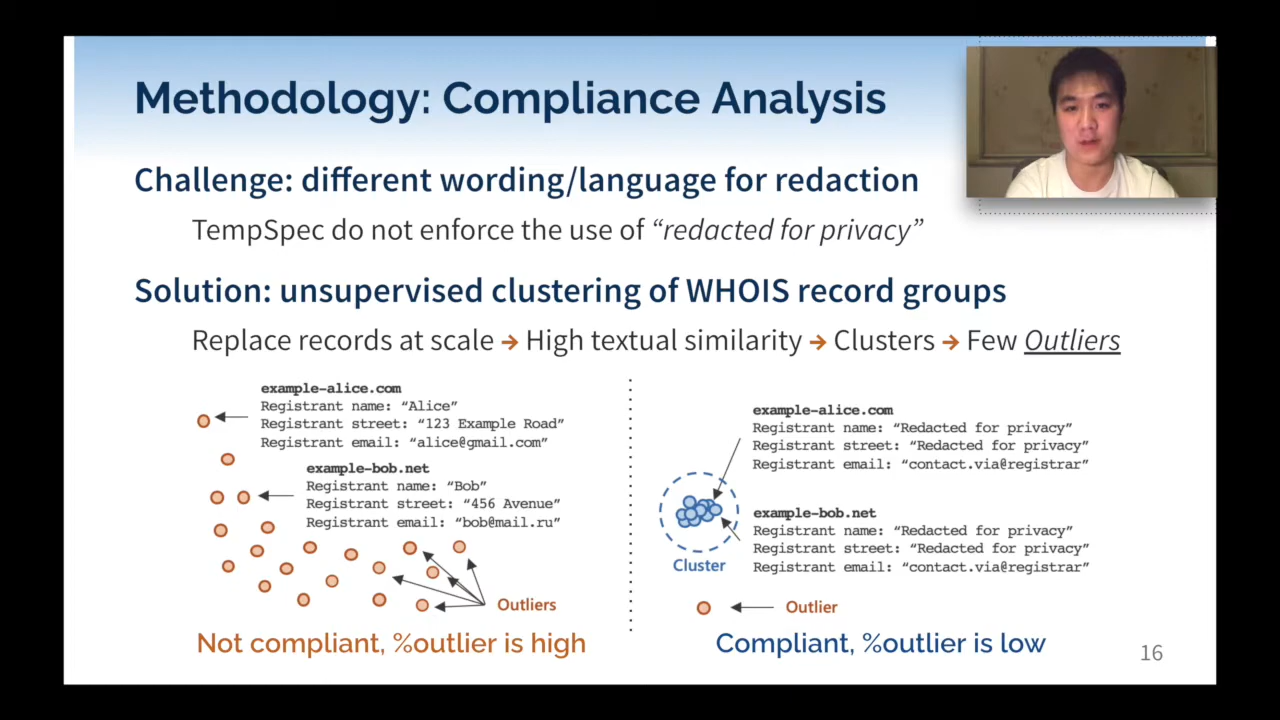 Methodology: Compliance Analysis
Challenge: different wording/language for redaction
TempSpec do not enforce the use of “redacted for privacy”
Solution: unsupervised clustering of WHOIS record groups
Replace records at scale → High textual similarity → Clusters → Few Outliers
example-alice.com
Registrant name: “Alice”
Registrant street: “123 Example Road”
Registrant email: “alice@gmail.com”
example-bob.net
Registrant name: “Bob”
Registrant street: “456 Avenue”
Registrant email: “bob@mail.ru”
Outliers
Not compliant, %outlier is high
example-alice.com
Registrant name: “Redacted for privacy”
Registrant street: “Redacted for privacy”
Registrant email: “contact.via@registrar”
example-bob.net
Registrant name: “Redacted for privacy”
Registrant street: “Redacted for privacy”
Registrant email: “contact.via@registrar”
Cluster
Outlier
Compliant, %outlier is low
16